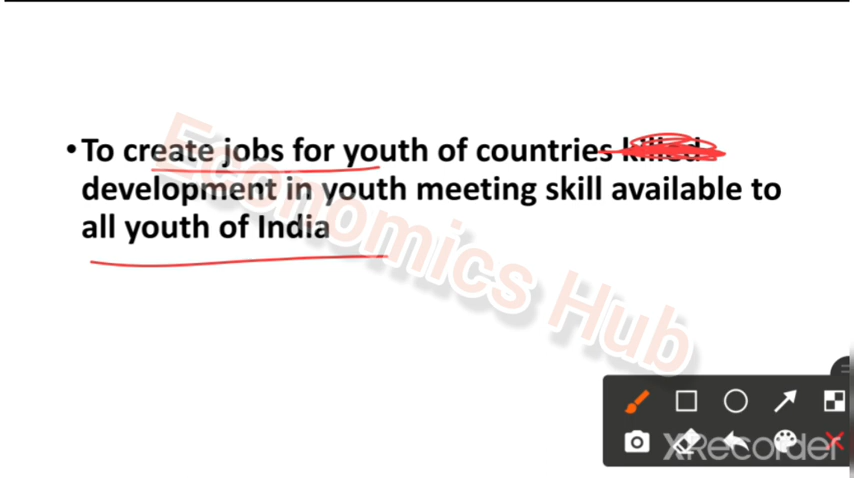 • To create jobs for youth of countries killed
development in youth meeting skill available to
all youth of India
Economics Hub
XRecorder